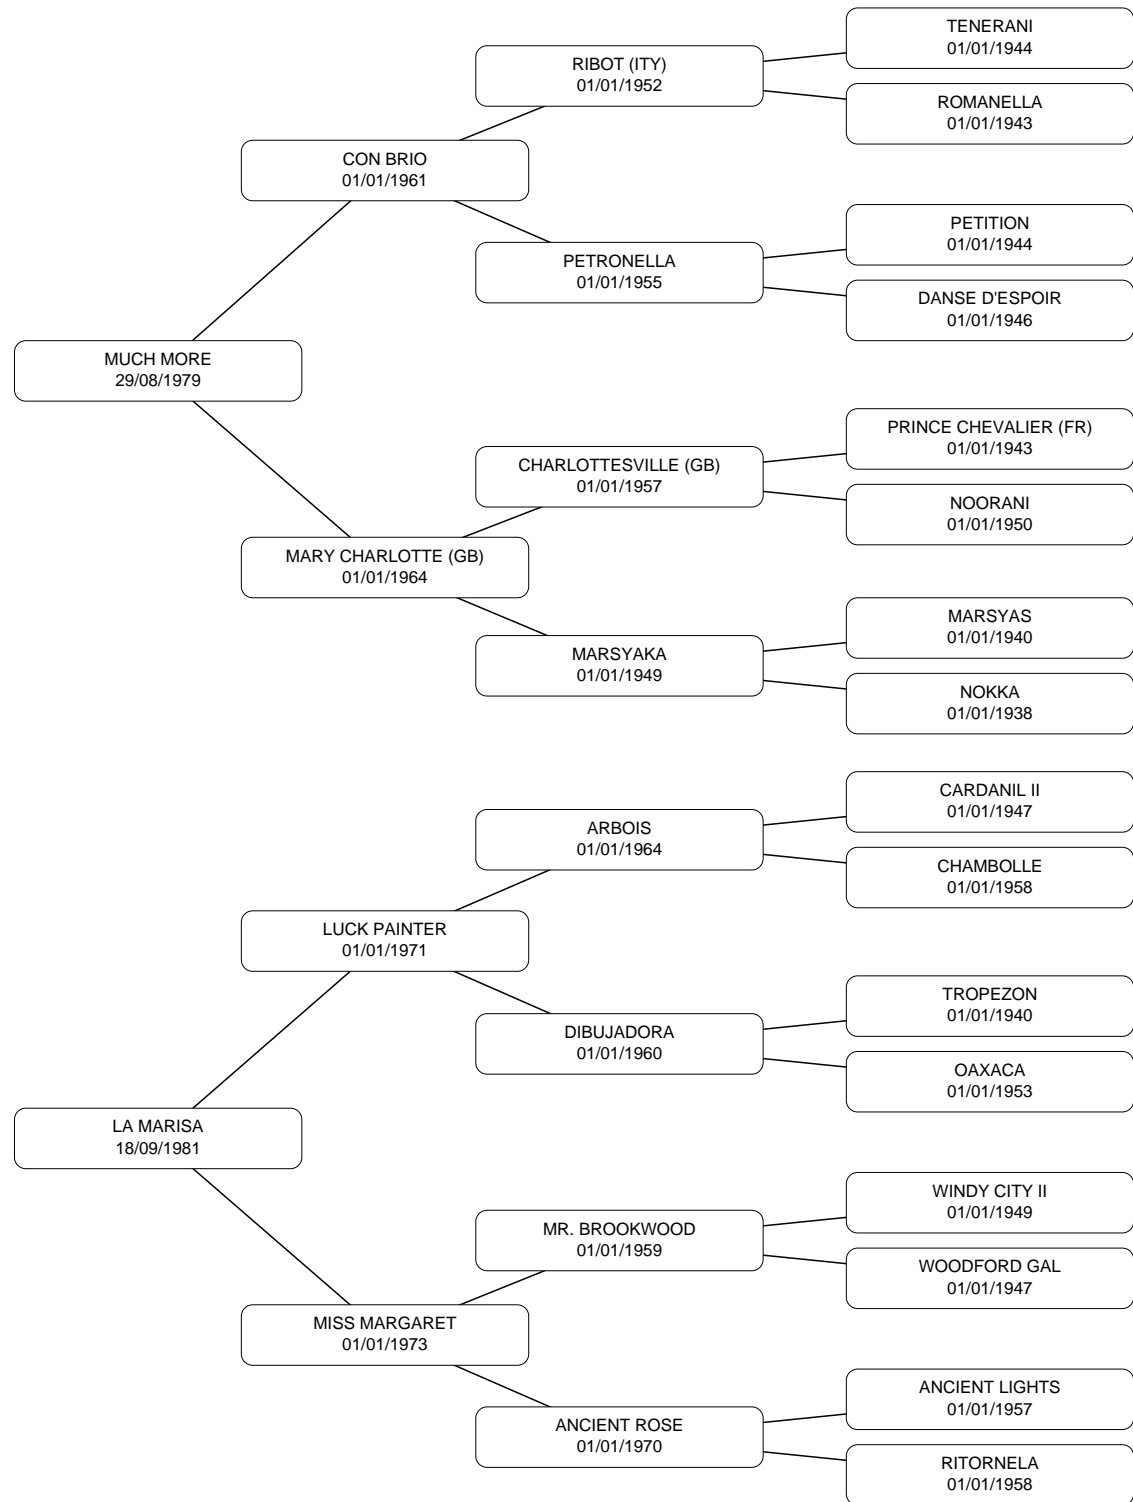 TENERANI
01/01/1944
RIBOT (ITY)
01/01/1952
ROMANELLA
01/01/1943
CON BRIO
01/01/1961
PETITION
01/01/1944
PETRONELLA
01/01/1955
DANSE D'ESPOIR
01/01/1946
MUCH MORE
29/08/1979
PRINCE CHEVALIER (FR)
01/01/1943
CHARLOTTESVILLE (GB)
01/01/1957
NOORANI
01/01/1950
MARY CHARLOTTE (GB)
01/01/1964
MARSYAS
01/01/1940
MARSYAKA
01/01/1949
NOKKA
01/01/1938
CARDANIL II
01/01/1947
ARBOIS
01/01/1964
CHAMBOLLE
01/01/1958
LUCK PAINTER
01/01/1971
TROPEZON
01/01/1940
DIBUJADORA
01/01/1960
OAXACA
01/01/1953
LA MARISA
18/09/1981
WINDY CITY II
01/01/1949
MR. BROOKWOOD
01/01/1959
WOODFORD GAL
01/01/1947
MISS MARGARET
01/01/1973
ANCIENT LIGHTS
01/01/1957
ANCIENT ROSE
01/01/1970
RITORNELA
01/01/1958